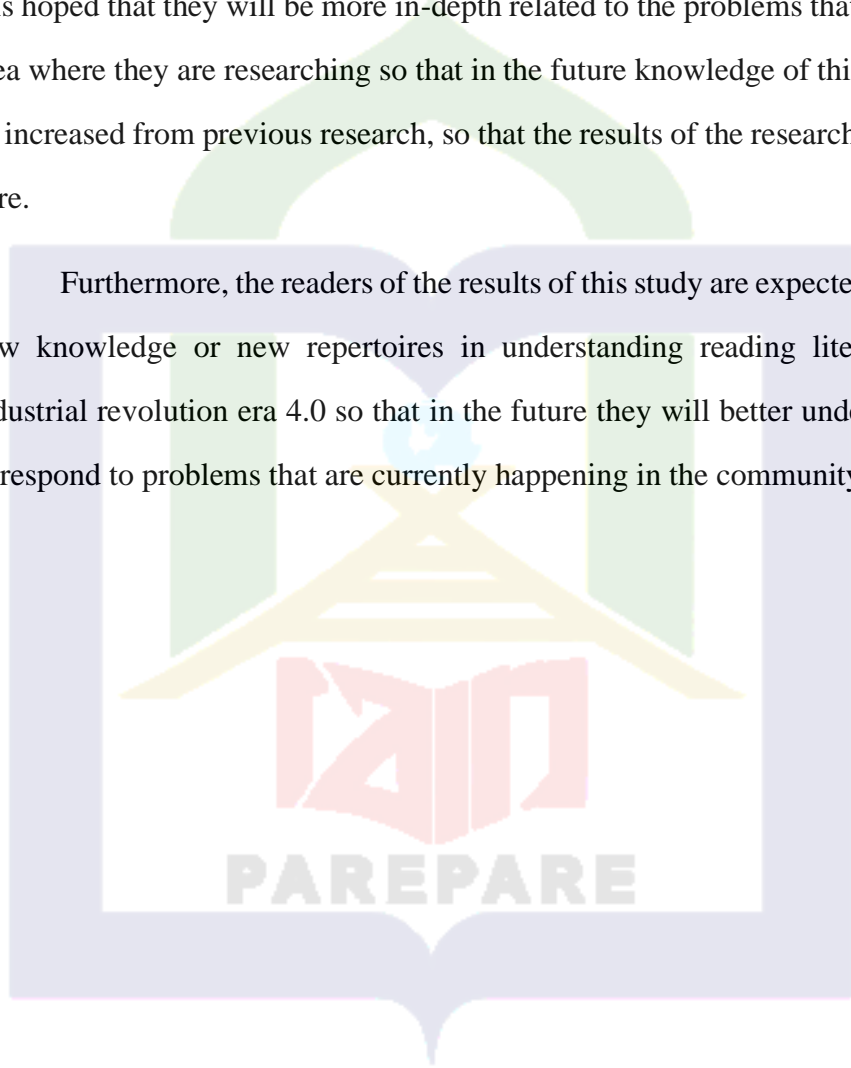 s hoped that they will be more in-depth related to the problems that
ea where they are researching so that in the future knowledge of thi
increased from previous research, so that the results of the research
re.
Furthermore, the readers of the results of this study are expecte
w knowledge or new repertoires in understanding reading lite
dustrial revolution era 4.0 so that in the future they will better unde
respond to problems that are currently happening in the community
iain
PAREPARE